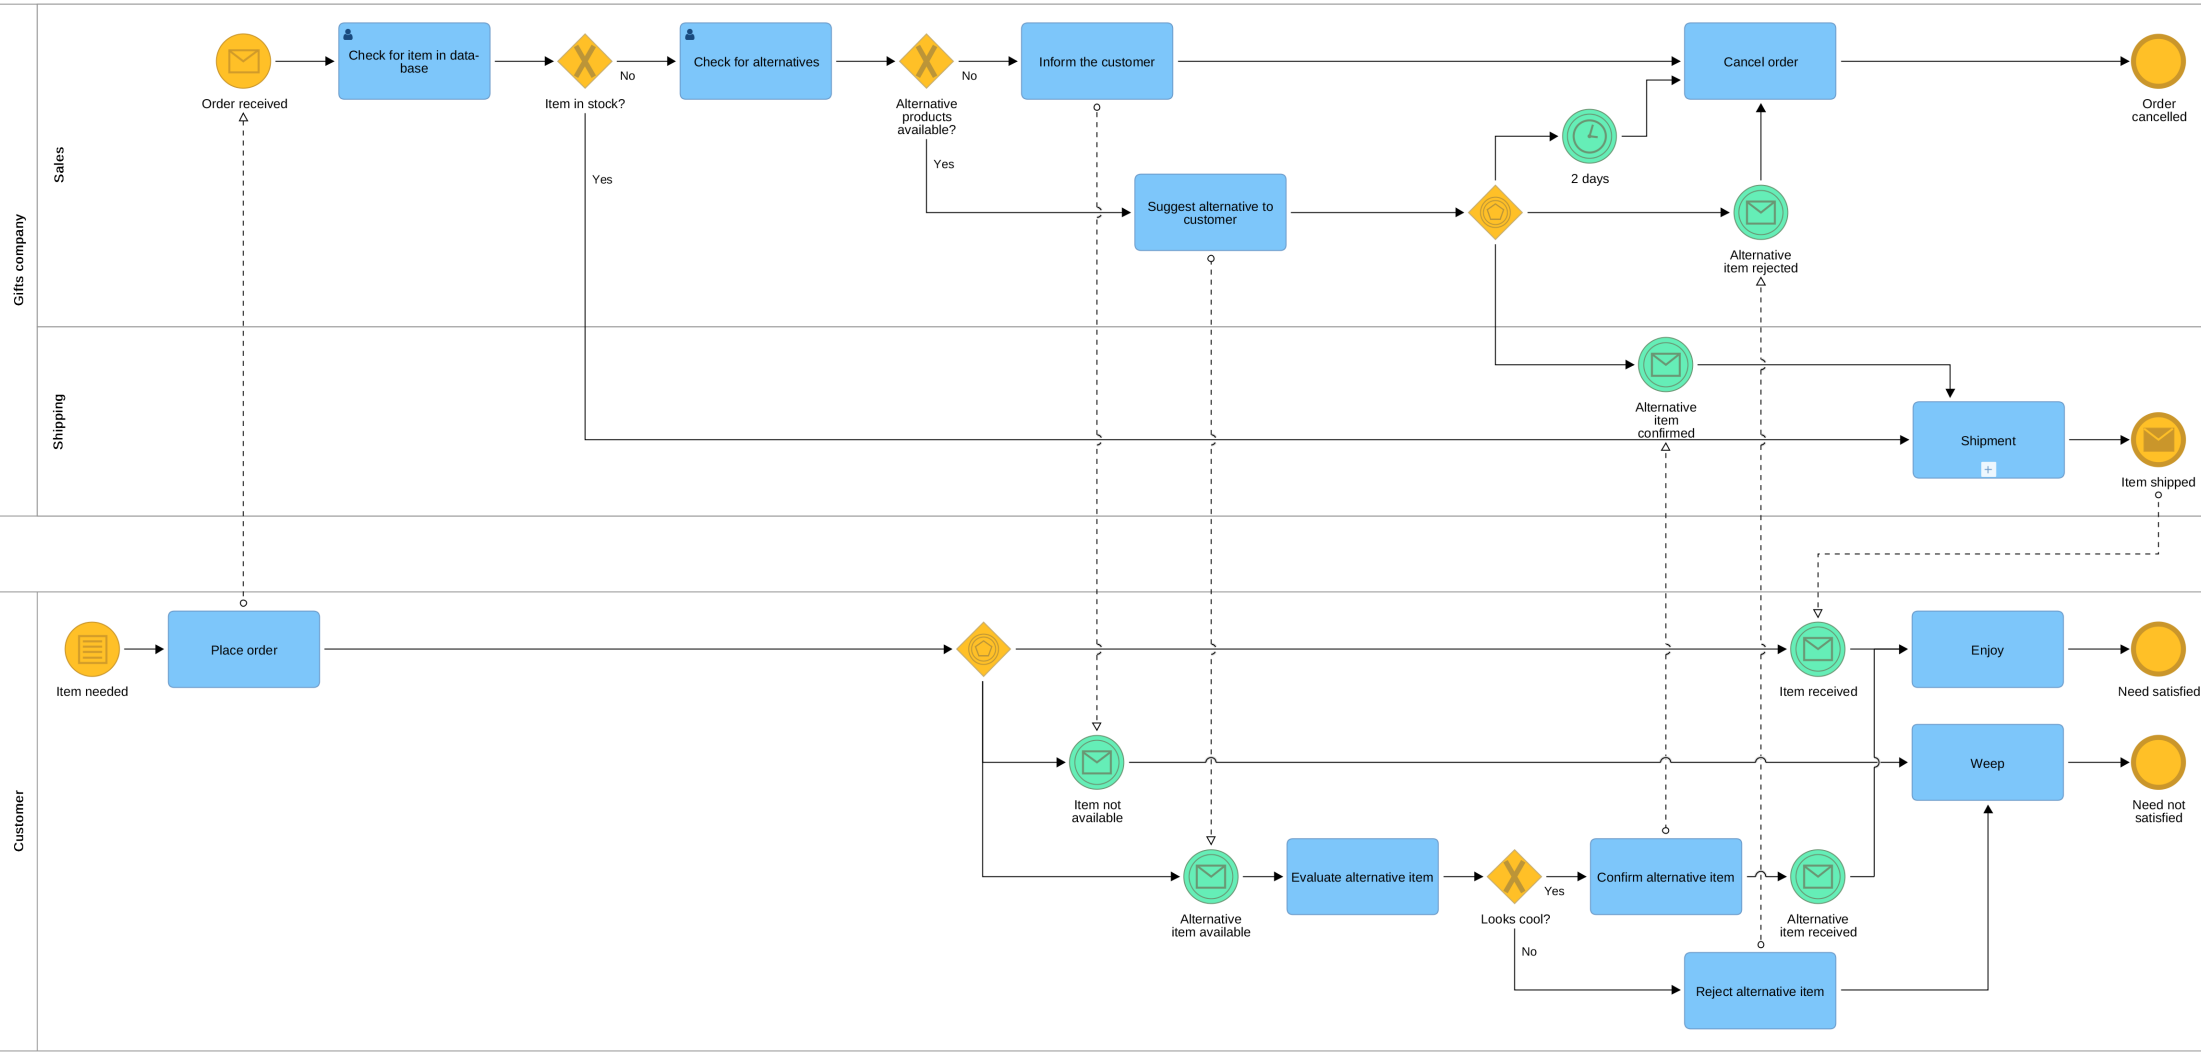 Gifts company
Sales
Order received
Check for item in data-
base
Item in stock?
No
Yes
Check for alternatives
Alternative
products
available?
No
Yes
Inform the customer
Suggest alternative to
customer
2 days
Cancel order
Alternative
item rejected
Order
cancelled
Shipping
Alternative
item
confirmed
Shipment
Item shipped
Customer
Item needed
Place order
Item received
Enjoy
Need satisfied
Item not
available
Weep
Need not
satisfied
Alternative
item available
Evaluate alternative item
Looks cool?
Yes
No
Confirm alternative item
Alternative
item received
Reject alternative item